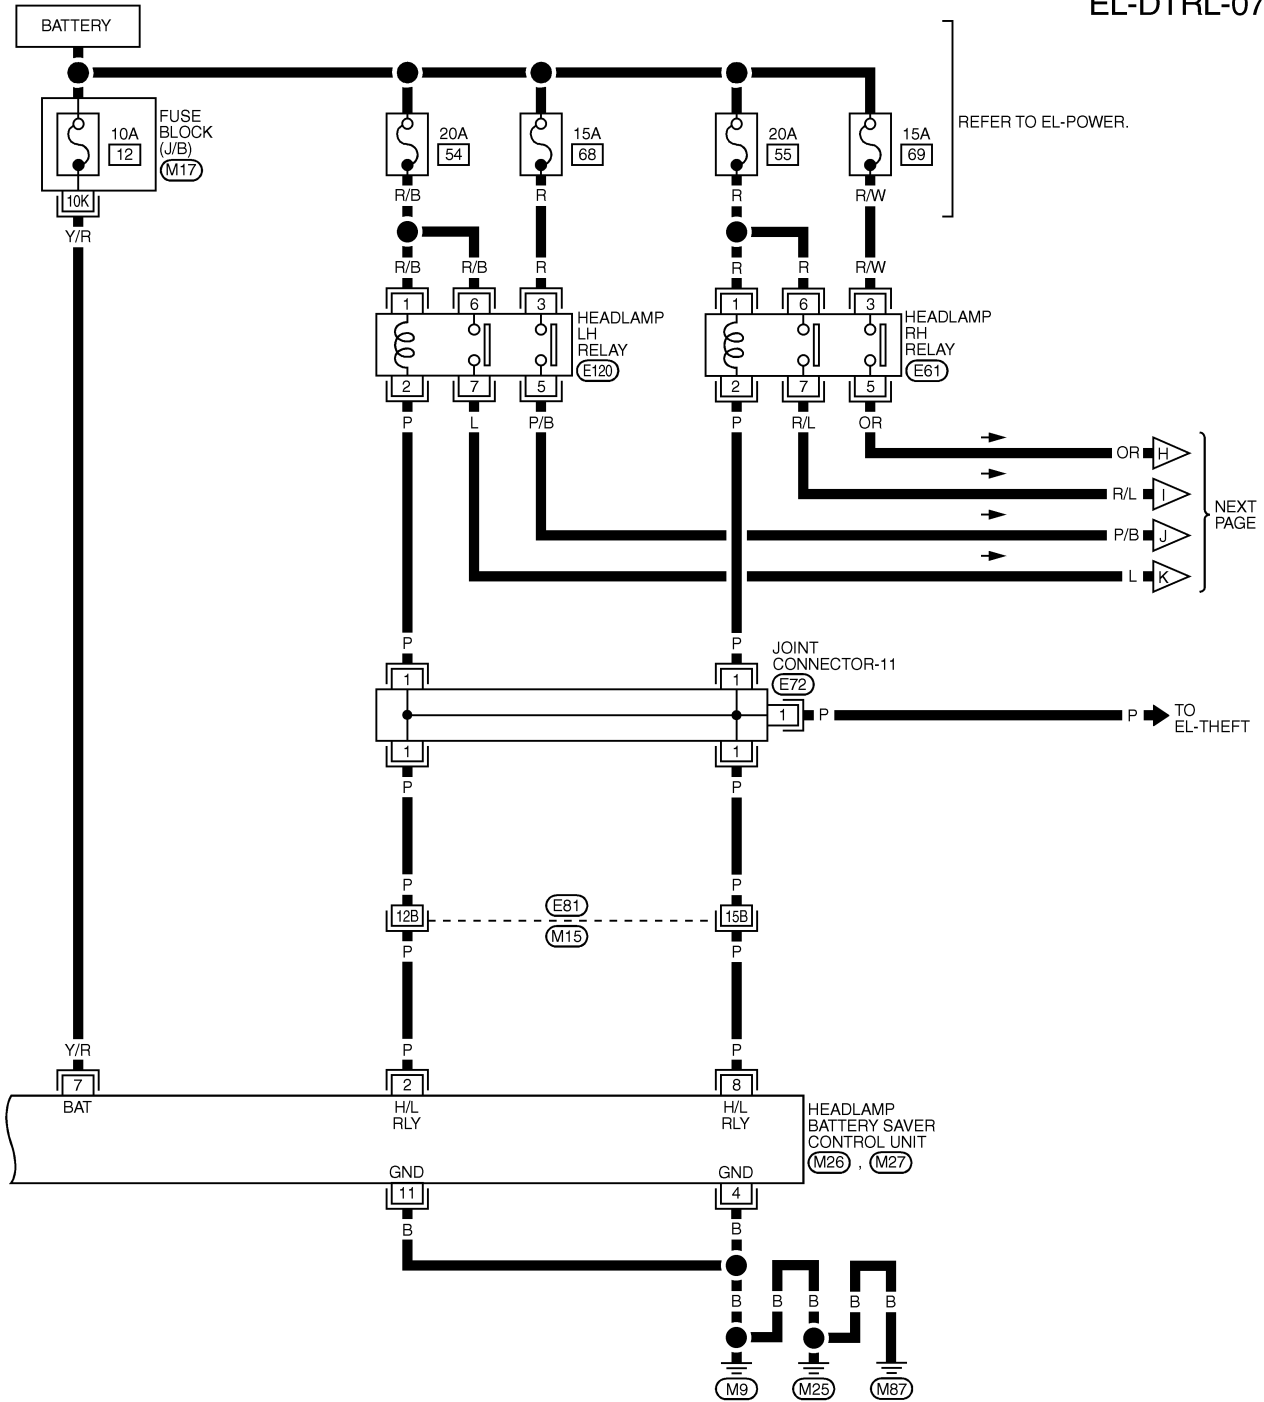 EL-DTRL-07
BATTERY
REFER TO EL-POWER.
10A
12
FUSE
BLOCK
(J/B)
M17
20A
54
15A
68
20A
55
15A
69
10K
Y/R
R/B
R
R
R/W
R/B
R/B
R
R
R
R/W
1
6
3
1
6
3
HEADLAMP
LH
RELAY
E120
HEADLAMP
RH
RELAY
E61
2
7
5
2
7
5
P
L
P/B
P
R/L
OR
OR
H
R/L
I
P/B
J
L
K
NEXT
PAGE
P
P
JOINT
CONNECTOR-11
E72
1
1
1
P
P
TO
EL-THEFT
1
1
P
P
P
P
12B
E81
M15
15B
P
P
Y/R
P
P
7
2
8
BAT
H/L
RLY
H/L
RLY
HEADLAMP
BATTERY SAVER
CONTROL UNIT
M26 , M27
GND
GND
11
4
B
B
B
B
B
B
B
M9
M25
M87